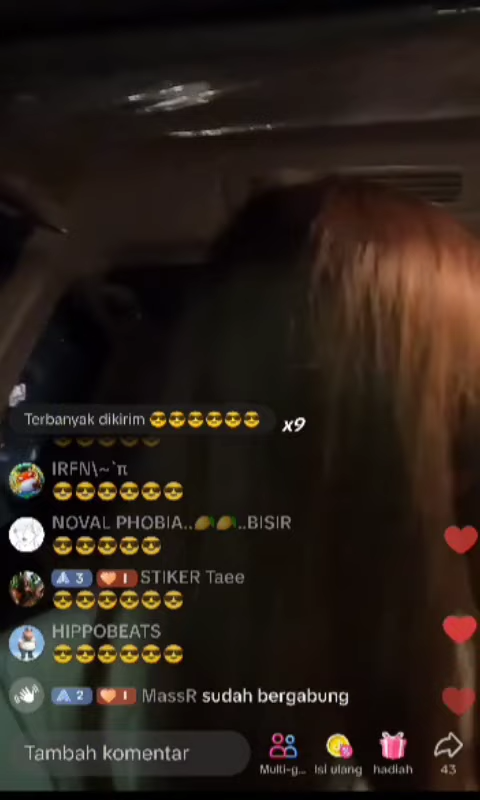 Terbanyak dikirim 😎😎😎😎😎😎
x9
IRFN\~`π
😎😎😎😎😎😎
NOVAL PHOBIA..🥭🥭..BISIR
😎😎😎😎😎
3 1 STIKER Taee
😎😎😎😎😎😎
HIPPOBEATS
😎😎😎😎😎😎
2 1 MassR sudah bergabung
Tambah komentar
Multi-g... Isi ulang hadiah 43